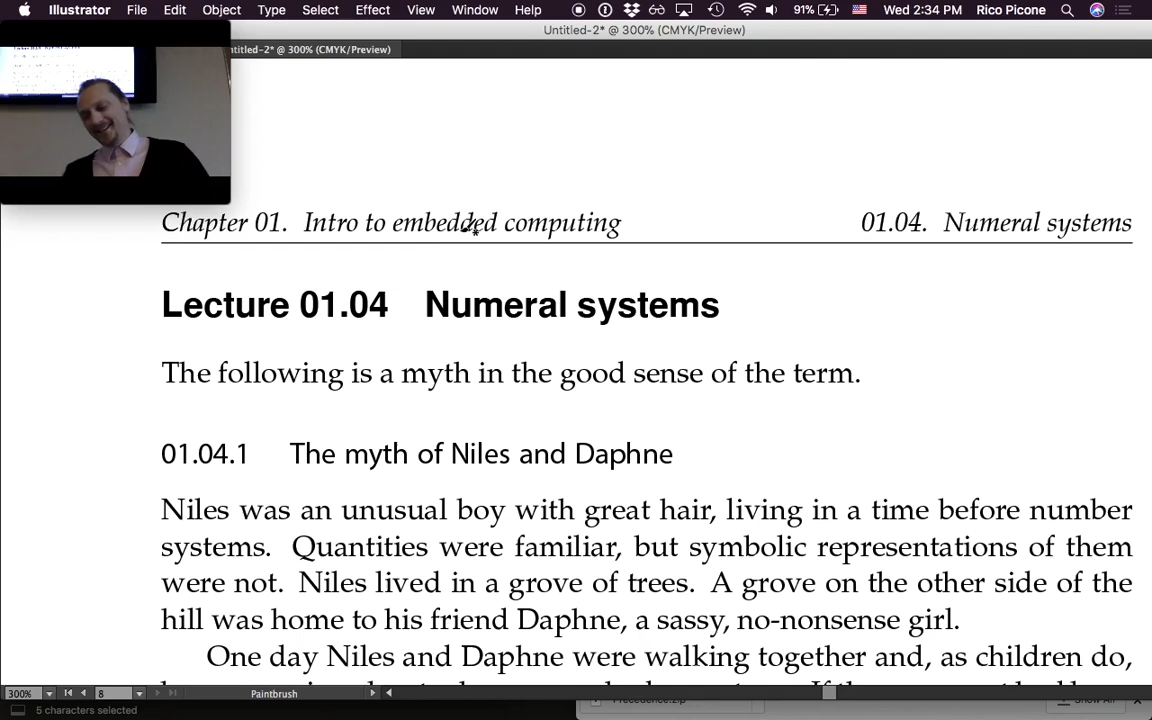 Illustrator File Edit Object Type Select Effect View Window Help 91% Wed 2:34 PM Rico Picone
Untitled-2* @ 300% (CMYK/Preview)
ntitled-2* @ 300% (CMYK/Preview)
Chapter 01. Intro to embedded computing 01.04. Numeral systems
Lecture 01.04 Numeral systems
The following is a myth in the good sense of the term.
01.04.1 The myth of Niles and Daphne
Niles was an unusual boy with great hair, living in a time before number
systems. Quantities were familiar, but symbolic representations of them
were not. Niles lived in a grove of trees. A grove on the other side of the
hill was home to his friend Daphne, a sassy, no-nonsense girl.
One day Niles and Daphne were walking together and, as children do,
300% 8 Paintbrush
5 characters selected Precedence.zip Show All